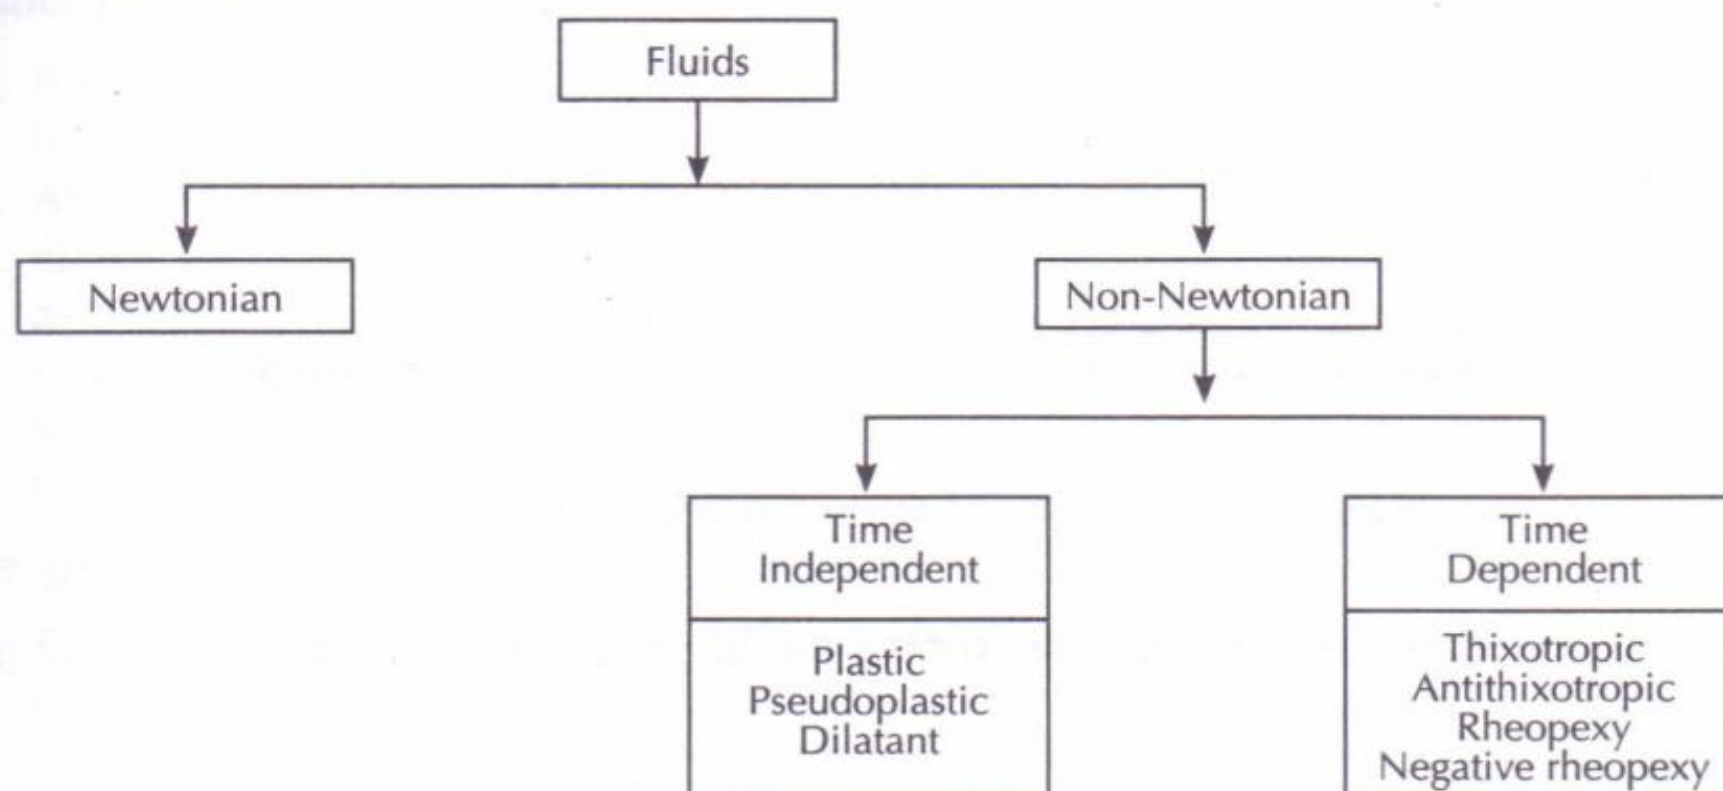 Fluids
Newtonian
Non-Newtonian
Time
Independent
Plastic
Pseudoplastic
Dilatant
Time
Dependent
Thixotropic
Antithixotropic
Rheopexy
Negative rheopexy